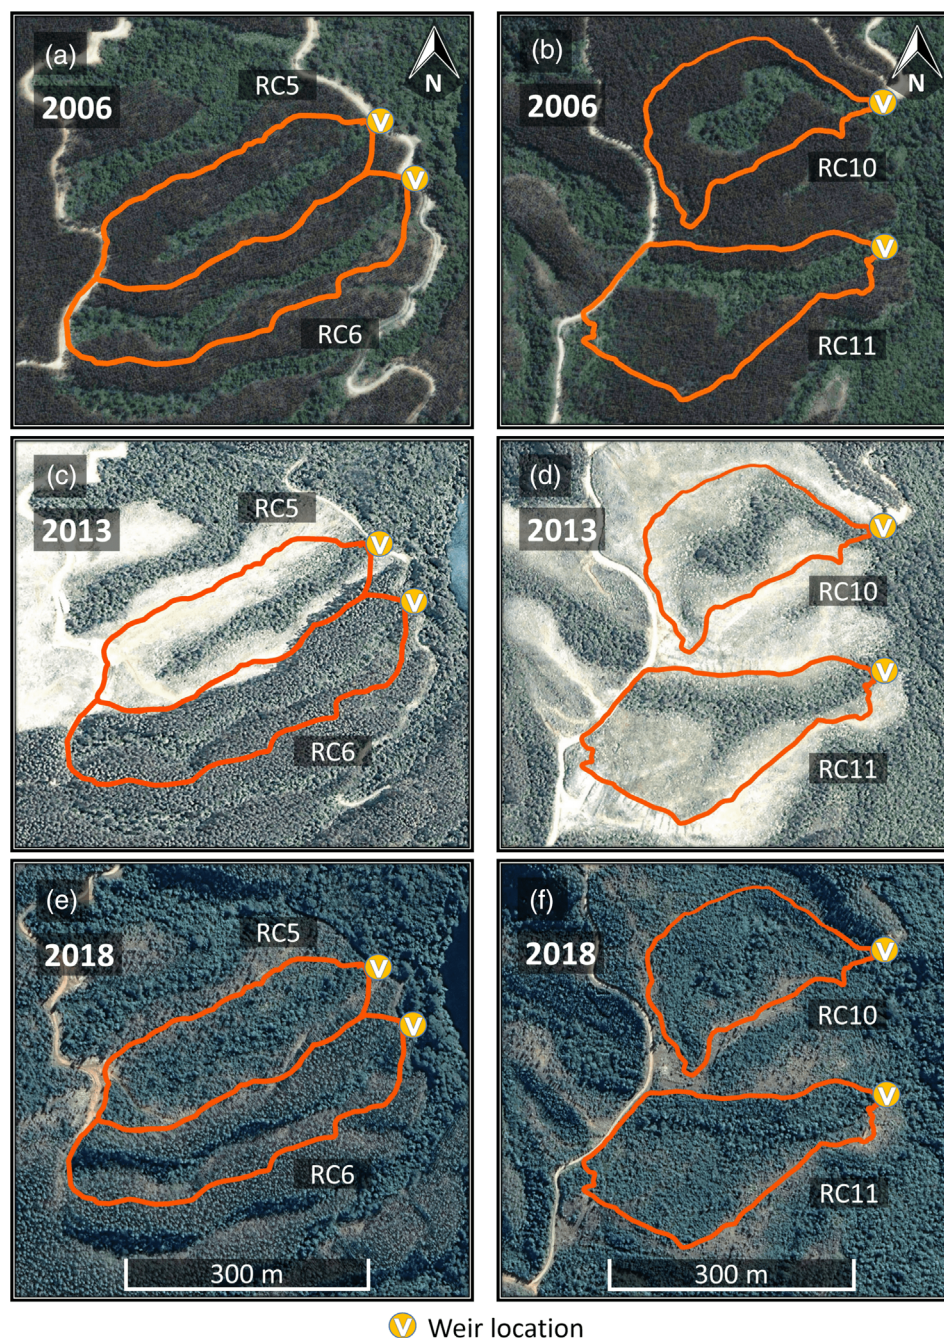 (a)
2006
RC5
N
V
V
RC6
(b)
2006
N
V
RC10
V
RC11
(c)
2013
RC5
V
V
RC6
(d)
2013
V
RC10
V
RC11
(e)
2018
RC5
V
V
RC6
300 m
(f)
2018
V
RC10
V
RC11
300 m
V Weir location